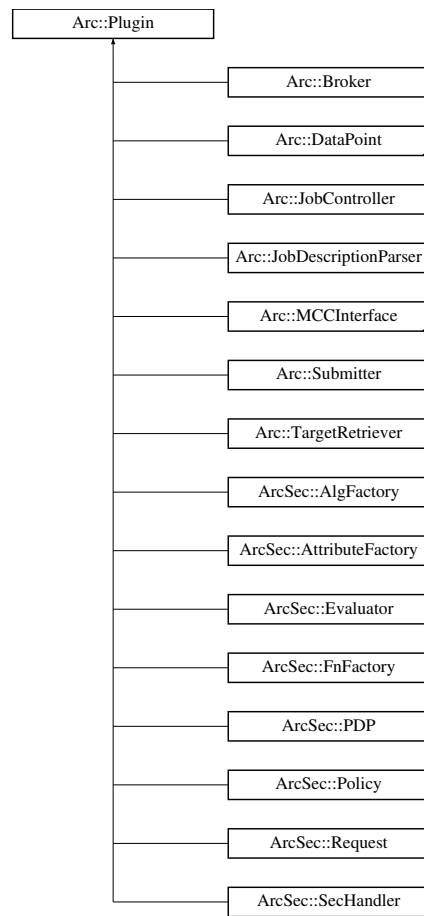 Arc::Plugin
Arc::Broker
Arc::DataPoint
Arc::JobController
Arc::JobDescriptionParser
Arc::MCCInterface
Arc::Submitter
Arc::TargetRetriever
ArcSec::AlgFactory
ArcSec::AttributeFactory
ArcSec::Evaluator
ArcSec::FnFactory
ArcSec::PDP
ArcSec::Policy
ArcSec::Request
ArcSec::SecHandler